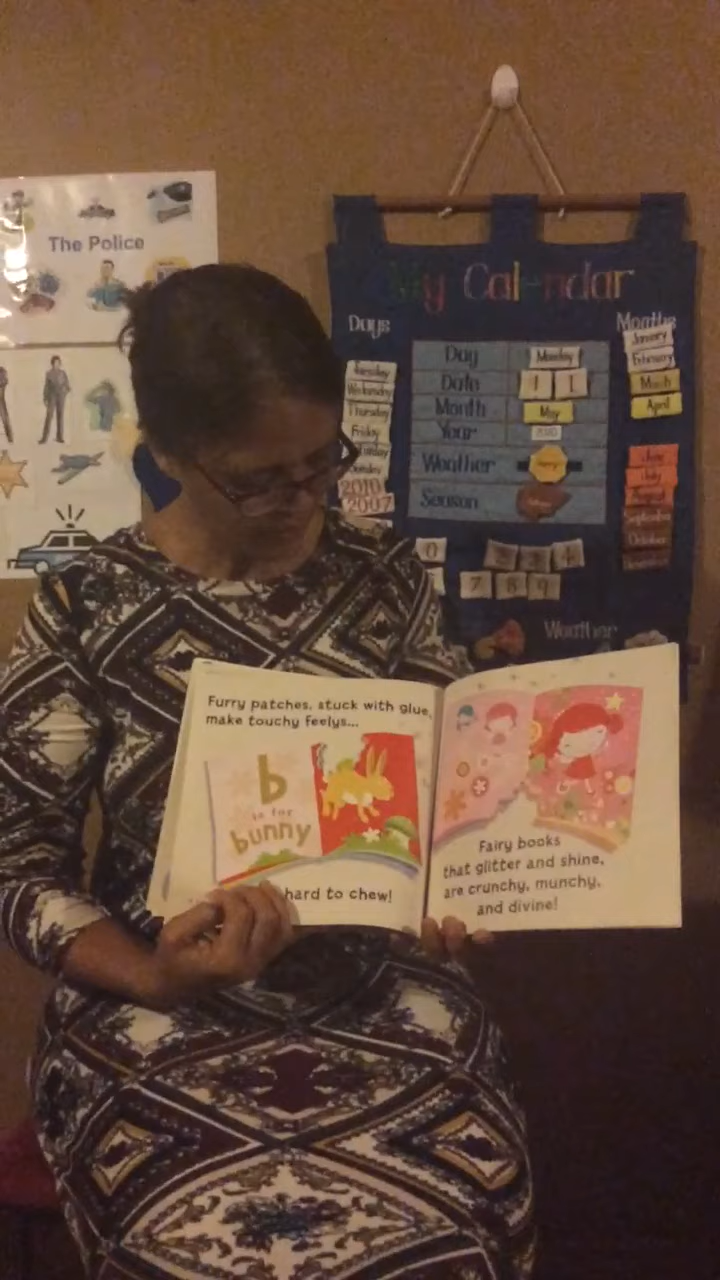 The Police
My Calendar
Days
Months
January
February
March
April
July
August
September
October
Tuesday
Wednesday
Thursday
Friday
Sunday
2010
2007
Day Monday
Date 1 1
Month May
Year 2010
Weather
Season
0
7 8 9
Weather
Furry patches, stuck with glue,
make touchy feelys...
b
is for
bunny
hard to chew!
Fairy books
that glitter and shine,
are crunchy, munchy,
and divine!